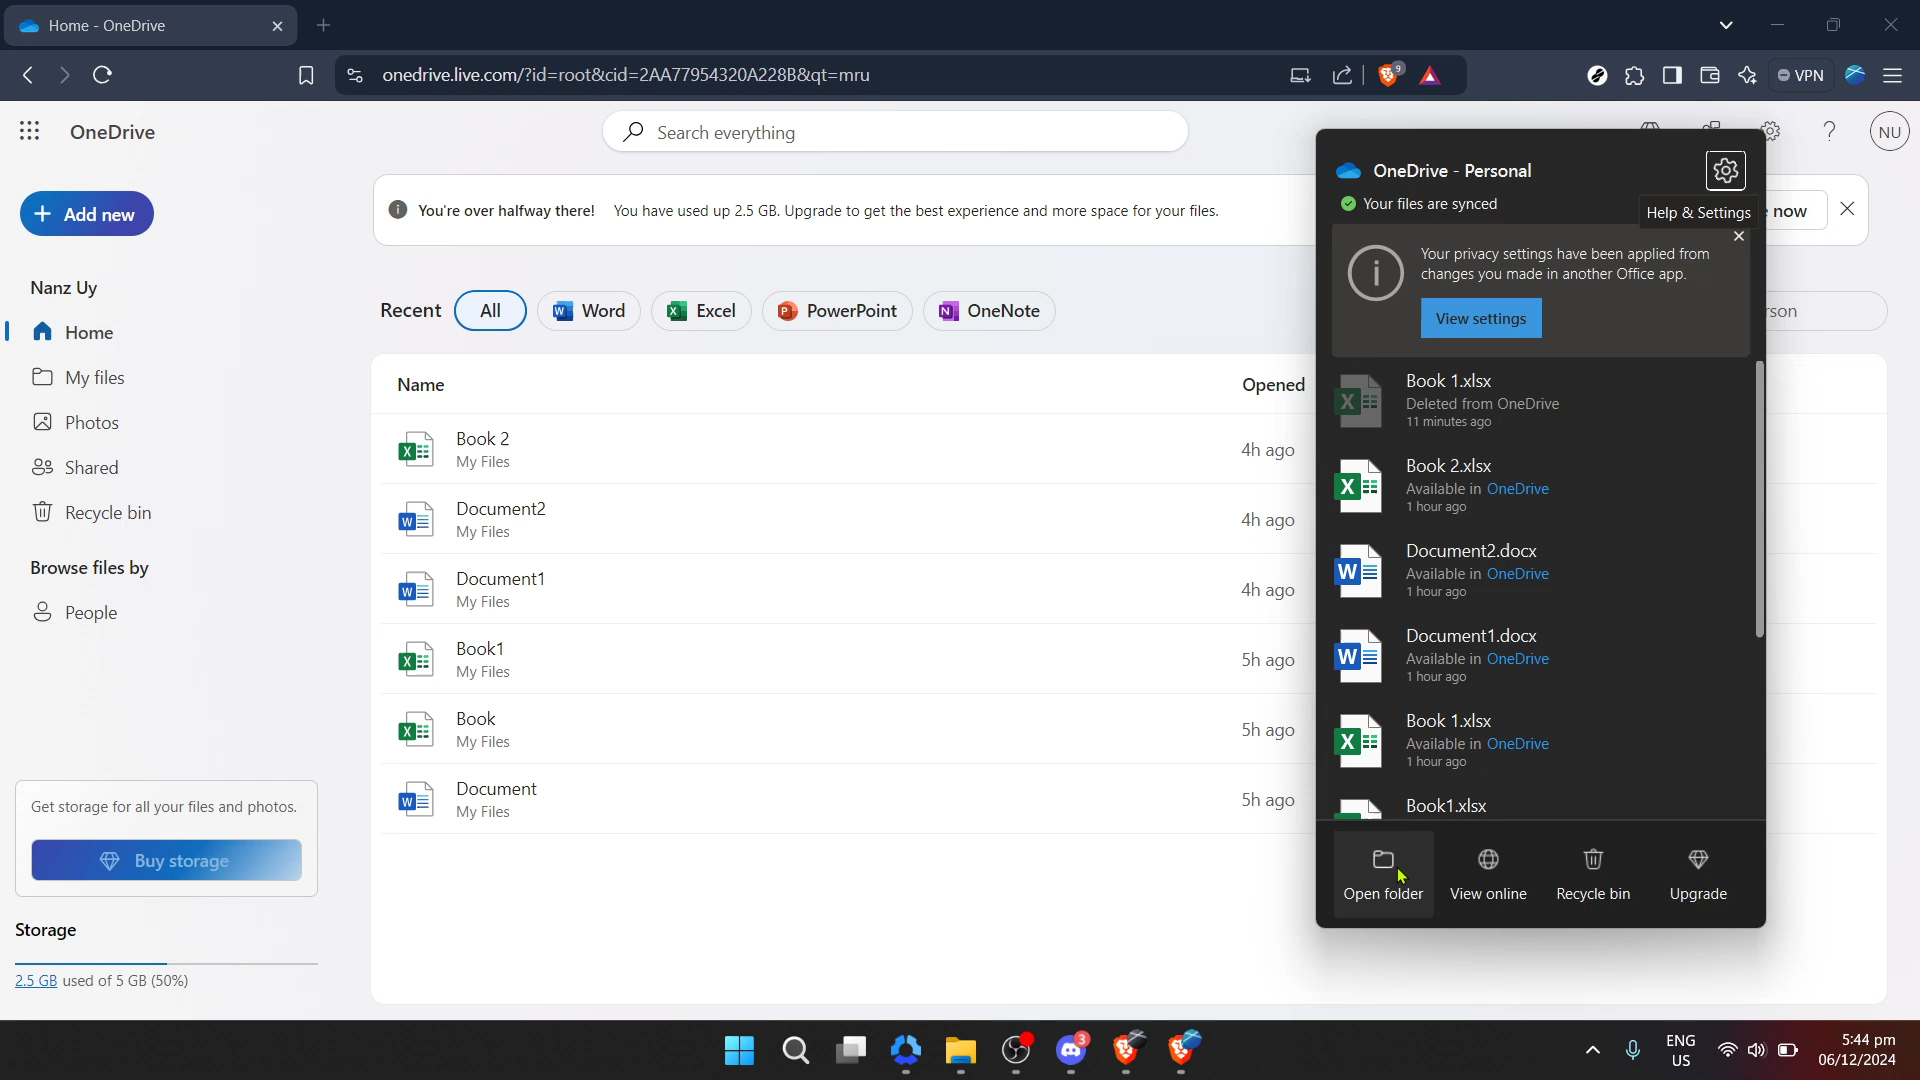 Home - OneDrive
onedrive.live.com/?id=root&cid=2AA77954320A228B&qt=mru
9
VPN
OneDrive
Search everything
NU
Add new
Nanz Uy
Home
My files
Photos
Shared
Recycle bin
Browse files by
People
Get storage for all your files and photos.
Buy storage
Storage
2.5 GB used of 5 GB (50%)
You're over halfway there! You have used up 2.5 GB. Upgrade to get the best experience and more space for your files.
now
Recent
All
Word
Excel
PowerPoint
OneNote
rson
Name
Opened
Book 2
My Files
4h ago
Document2
My Files
4h ago
Document1
My Files
4h ago
Book1
My Files
5h ago
Book
My Files
5h ago
Document
My Files
5h ago
OneDrive - Personal
Your files are synced
Help & Settings
Your privacy settings have been applied from
changes you made in another Office app.
View settings
Book 1.xlsx
Deleted from OneDrive
11 minutes ago
Book 2.xlsx
Available in OneDrive
1 hour ago
Document2.docx
Available in OneDrive
1 hour ago
Document1.docx
Available in OneDrive
1 hour ago
Book 1.xlsx
Available in OneDrive
1 hour ago
Book1.xlsx
Open folder
View online
Recycle bin
Upgrade
3
ENG
US
5:44 pm
06/12/2024